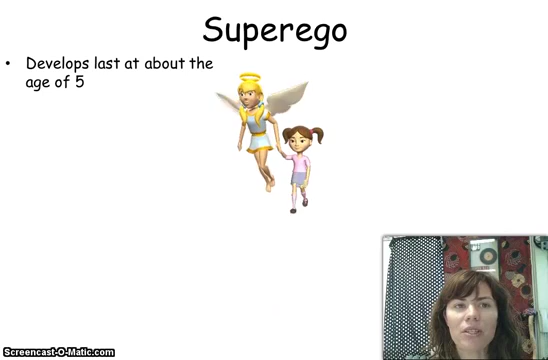 Superego
• Develops last at about the
age of 5
Screencast-O-Matic.com